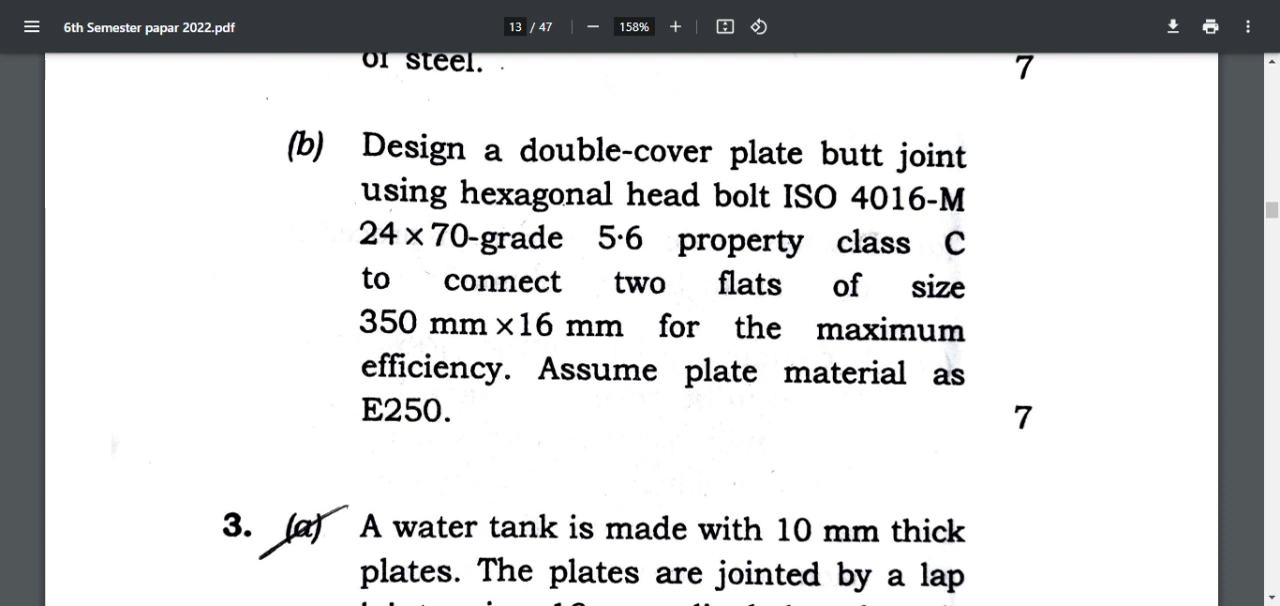 6th Semester papar 2022.pdf 13 / 47 158%
of steel. 7
(b) Design a double-cover plate butt joint
using hexagonal head bolt ISO 4016-M
24 × 70-grade 5·6 property class C
to connect two flats of size
350 mm × 16 mm for the maximum
efficiency. Assume plate material as
E250. 7
3. (a) A water tank is made with 10 mm thick
plates. The plates are jointed by a lap